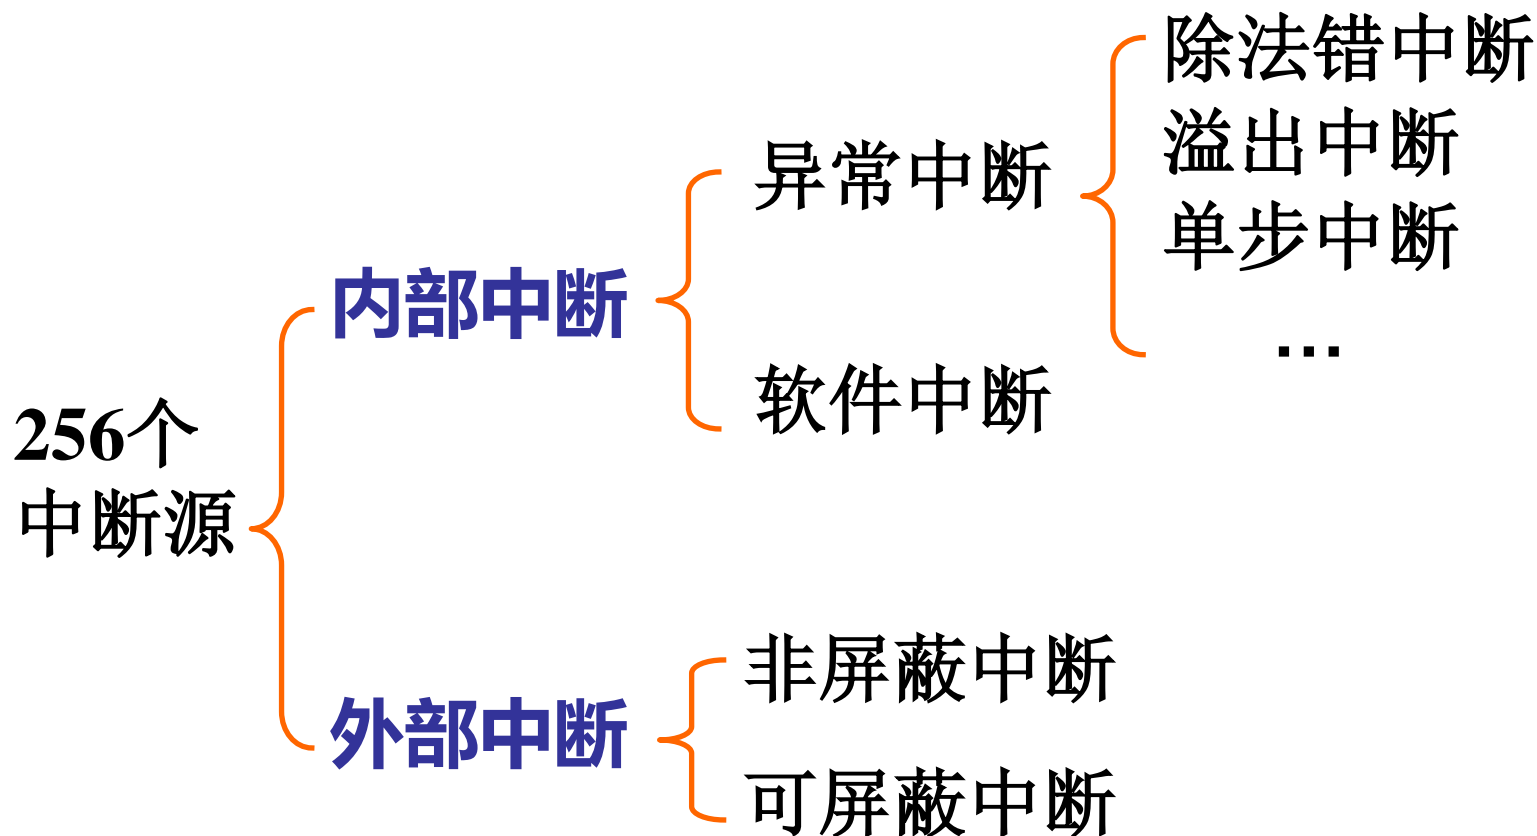 除法错中断
溢出中断
异常中断
单步中断
内部中断
…
软件中断
256个
中断源
非屏蔽中断
外部中断
可屏蔽中断